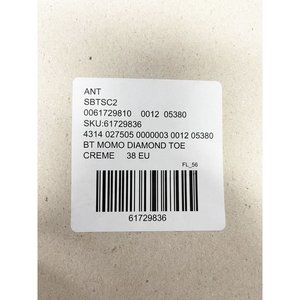 ANT
SBTSC2
0061729810 0012 05380
SKU:61729836
4314 027505 0000003 0012 05380
BT MOMO DIAMOND TOE
CREME 38 EU
FL_56
61729836